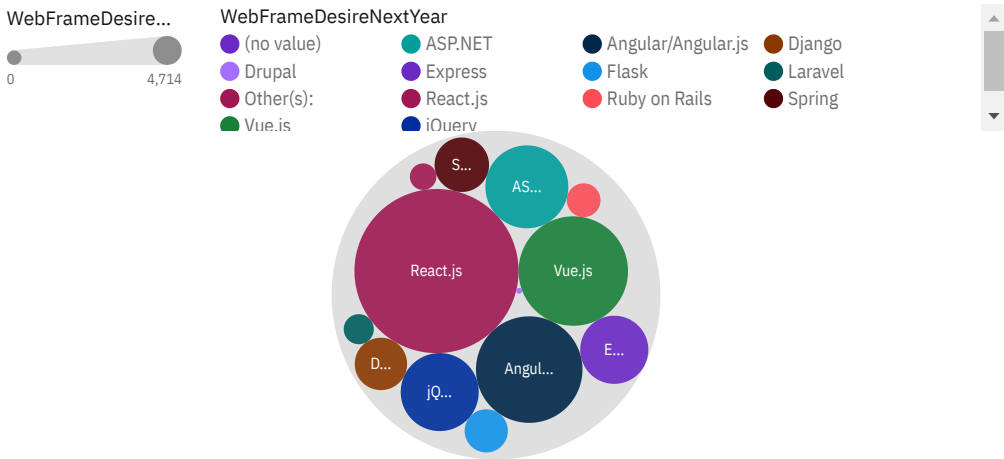 WebFrameDesire...
0 4,714
WebFrameDesireNextYear
(no value) ASP.NET Angular/Angular.js Django
Drupal Express Flask Laravel
Other(s): React.js Ruby on Rails Spring
Vue.js jQuery
S...
AS...
React.js
Vue.js
E...
D...
Angul...
jQ...